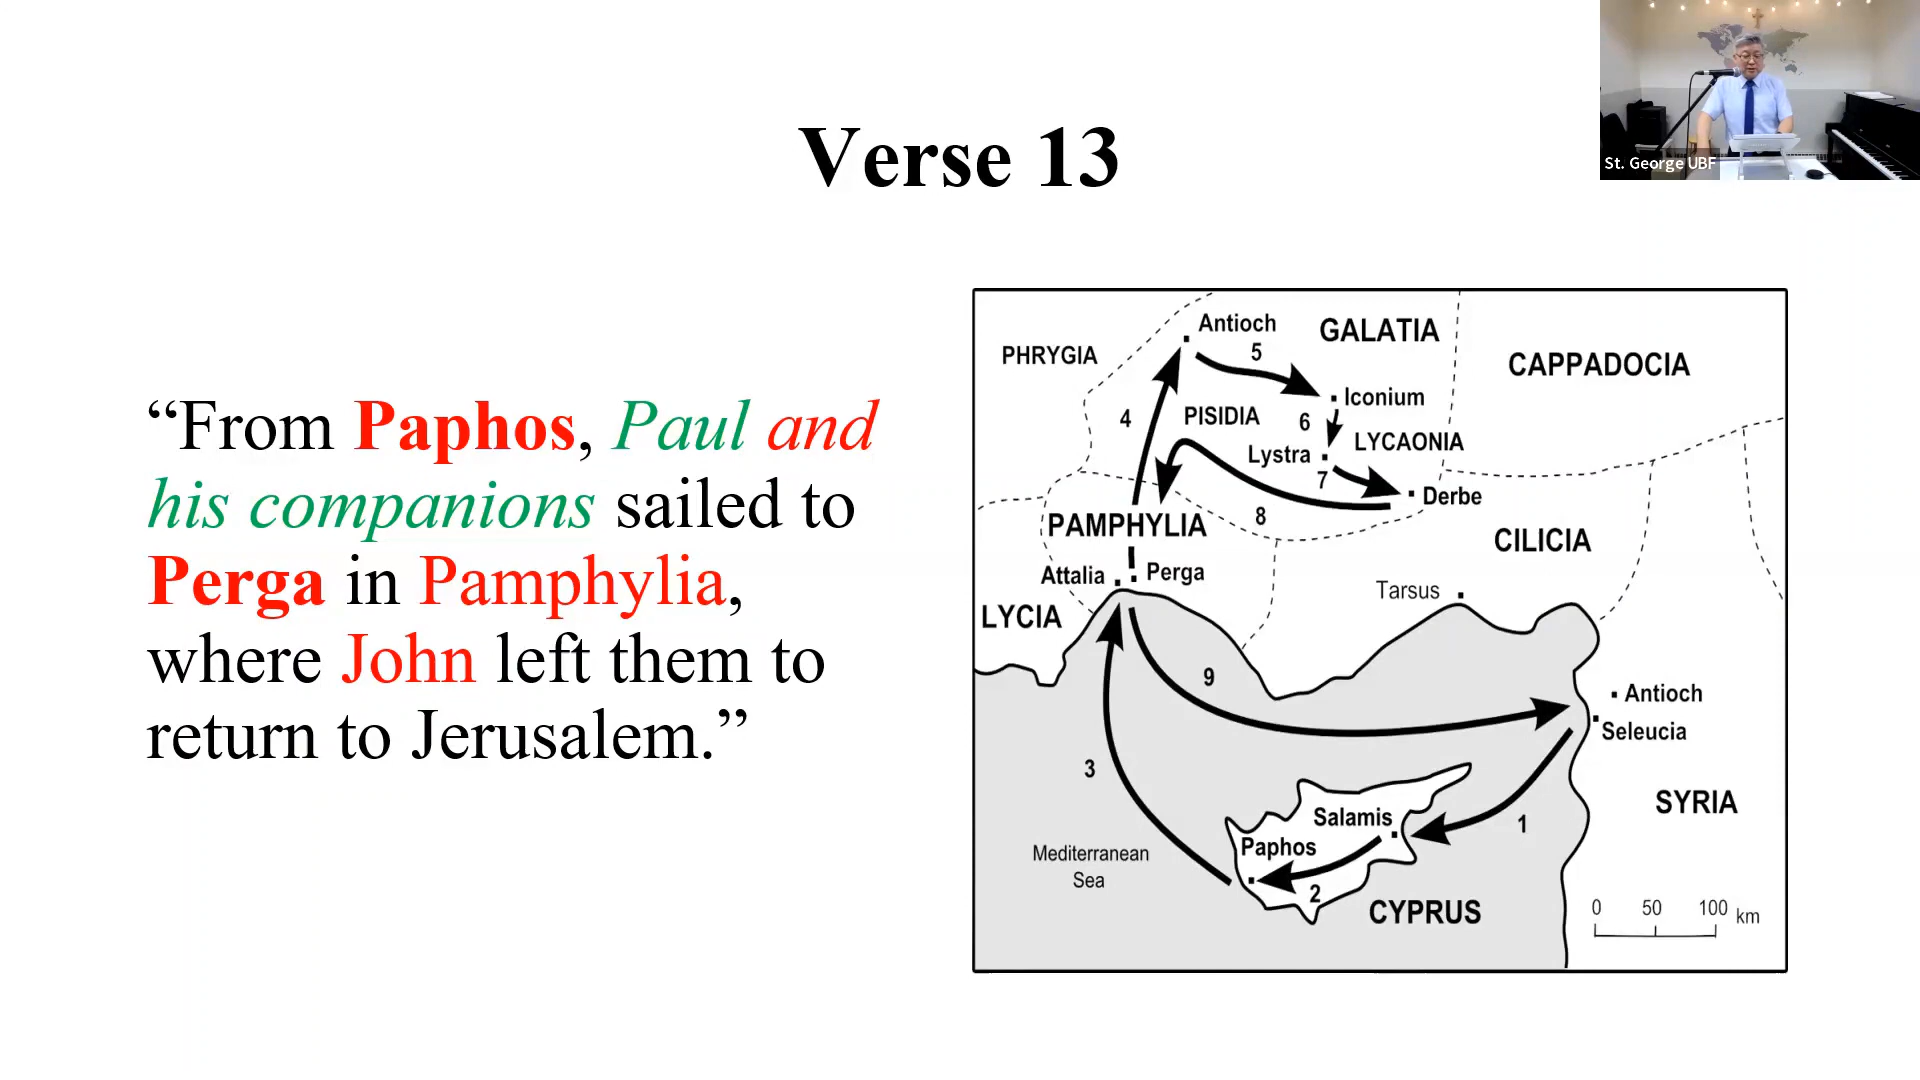 Verse 13
St. George UBF
“From Paphos, Paul and
his companions sailed to
Perga in Pamphylia,
where John left them to
return to Jerusalem.”
Antioch
GALATIA
PHRYGIA
5
CAPPADOCIA
Iconium
4
PISIDIA
6
LYCAONIA
Lystra
7
Derbe
8
PAMPHYLIA
CILICIA
Attalia
Perga
Tarsus
LYCIA
9
Antioch
Seleucia
3
SYRIA
Salamis
1
Paphos
Mediterranean
Sea
2
CYPRUS
0 50 100 km